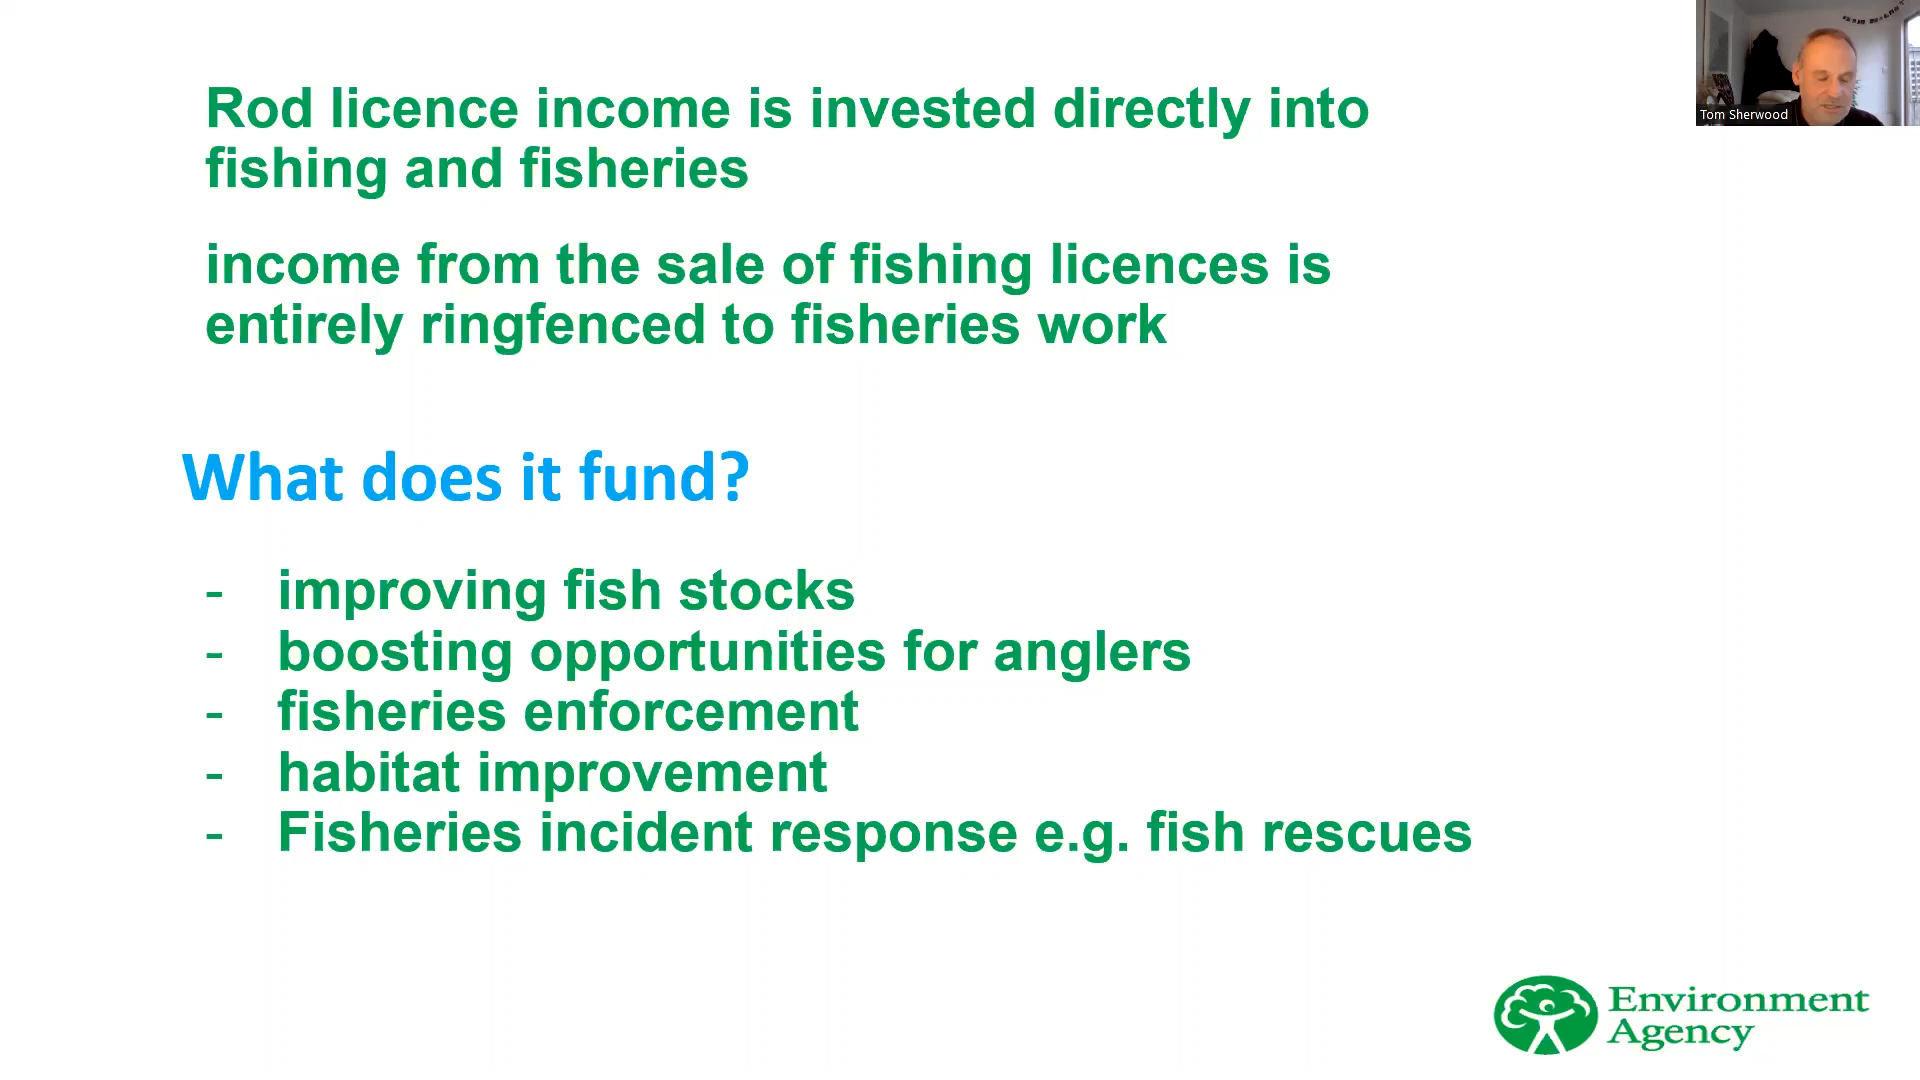 Rod licence income is invested directly into
fishing and fisheries
income from the sale of fishing licences is
entirely ringfenced to fisheries work
What does it fund?
- improving fish stocks
- boosting opportunities for anglers
- fisheries enforcement
- habitat improvement
- Fisheries incident response e.g. fish rescues
Tom Sherwood
Environment
Agency